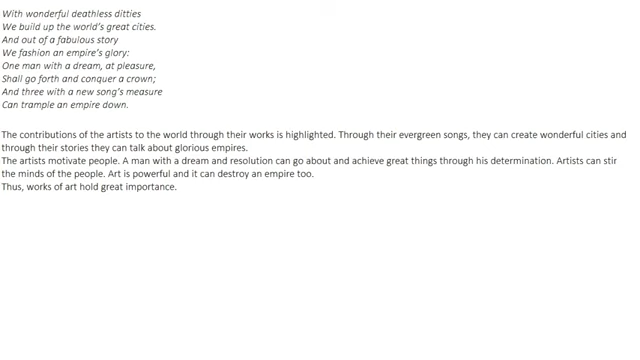 With wonderful deathless ditties
We build up the world's great cities.
And out of a fabulous story
We fashion an empire's glory:
One man with a dream, at pleasure,
Shall go forth and conquer a crown;
And three with a new song's measure
Can trample an empire down.
The contributions of the artists to the world through their works is highlighted. Through their evergreen songs, they can create wonderful cities and
through their stories they can talk about glorious empires.
The artists motivate people. A man with a dream and resolution can go about and achieve great things through his determination. Artists can stir
the minds of the people. Art is powerful and it can destroy an empire too.
Thus, works of art hold great importance.